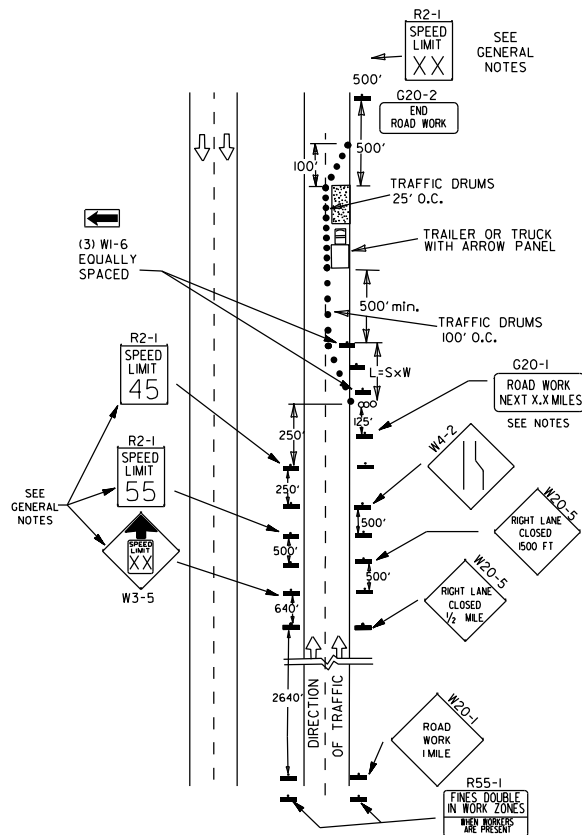 R2-1
SPEED
LIMIT
XX
SEE
GENERAL
NOTES
500'
G20-2
END
ROAD WORK
500'
100'
TRAFFIC DRUMS
25' O.C.
TRAILER OR TRUCK
WITH ARROW PANEL
(3) W1-6
EQUALLY
SPACED
500' min.
TRAFFIC DRUMS
100' O.C.
L=S×W
R2-1
SPEED
LIMIT
45
G20-1
ROAD WORK
NEXT X.X MILES
SEE NOTES
125'
250'
W4-2
R2-1
SPEED
LIMIT
55
250'
500'
W20-5
RIGHT LANE
CLOSED
1500 FT
SEE
GENERAL
NOTES
500'
500'
SPEED
LIMIT
XX
W3-5
W20-5
RIGHT LANE
CLOSED
1/2 MILE
640'
2640'
DIRECTION
OF TRAFFIC
W20-1
ROAD
WORK
1 MILE
R55-1
FINES DOUBLE
IN WORK ZONES
WHEN WORKERS
ARE PRESENT